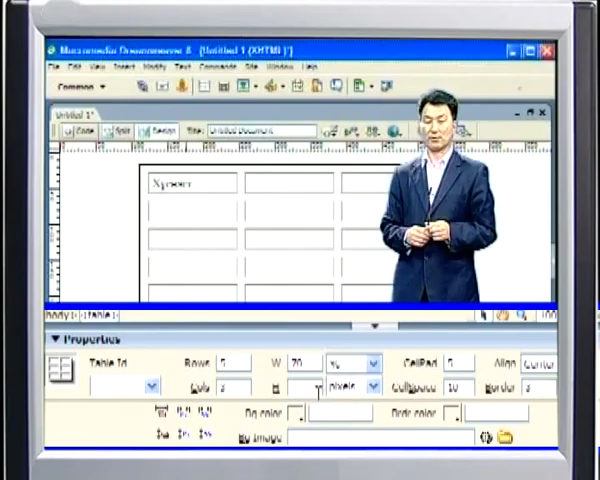 Macromedia Dreamweaver 8 - [Untitled-1 (XHTML)*]
File Edit View Insert Modify Text Commands Site Window Help
Common
Untitled-1*
Code Split Design Title: Untitled Document
<body> <table>
Properties
Table Id Rows 5 W 70 % CellPad 5 Align Center
Cols 3 H pixels CellSpace 10 Border 3
Bg color Brdr color
Bg Image